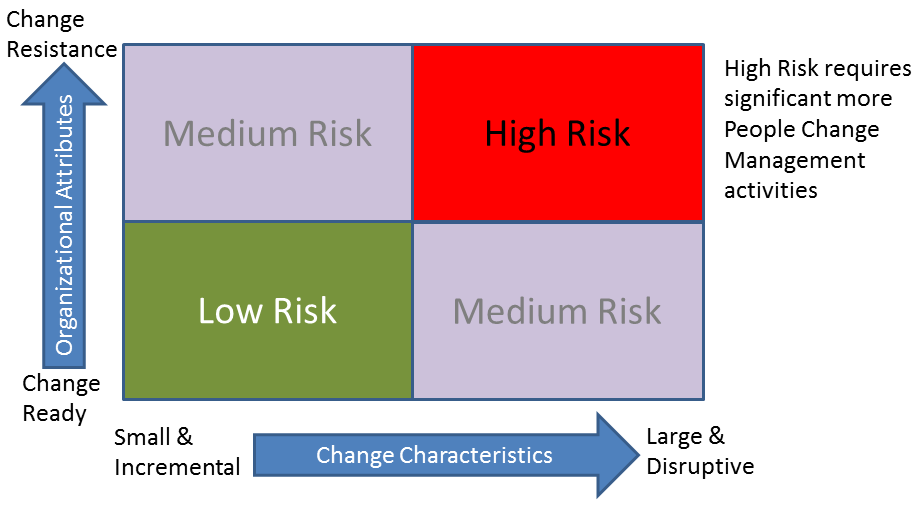 Change
Resistance
Organizational Attributes
Medium Risk
High Risk
High Risk requires
significant more
People Change
Management
activities
Low Risk
Medium Risk
Change
Ready
Small &
Incremental
Change Characteristics
Large &
Disruptive